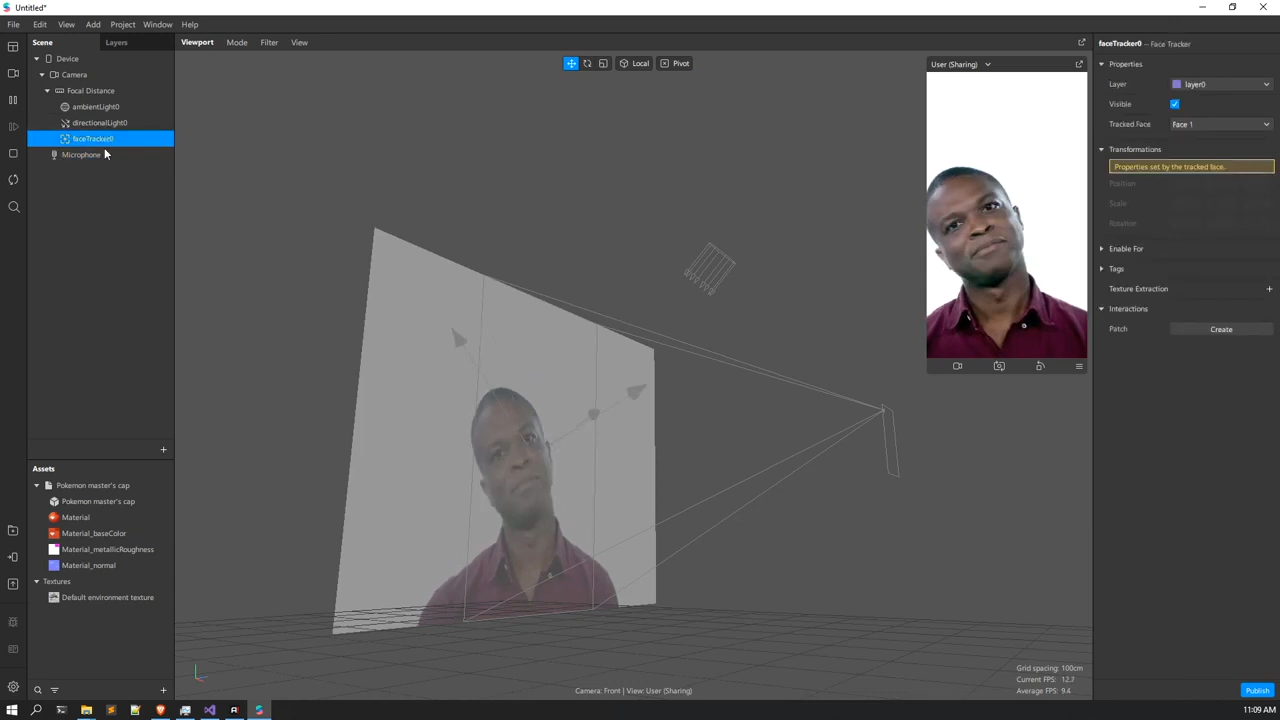 Untitled*
File Edit View Add Project Window Help
Scene Layers
Device
Camera
Focal Distance
ambientLight0
directionalLight0
faceTracker0
Microphone
Assets
Pokemon master's cap
Pokemon master's cap
Material
Material_baseColor
Material_metallicRoughness
Material_normal
Textures
Default environment texture
Viewport Mode Filter View
Local Pivot
User (Sharing)
Grid spacing: 100cm
Current FPS: 12.7
Average FPS: 9.4
Camera: Front | View: User (Sharing)
faceTracker0 -- Face Tracker
Properties
Layer layer0
Visible
Tracked Face Face 1
Transformations
Properties set by the tracked face.
Position
Scale
Rotation
Enable For
Tags
Texture Extraction
Interactions
Patch Create
Publish
11:09 AM